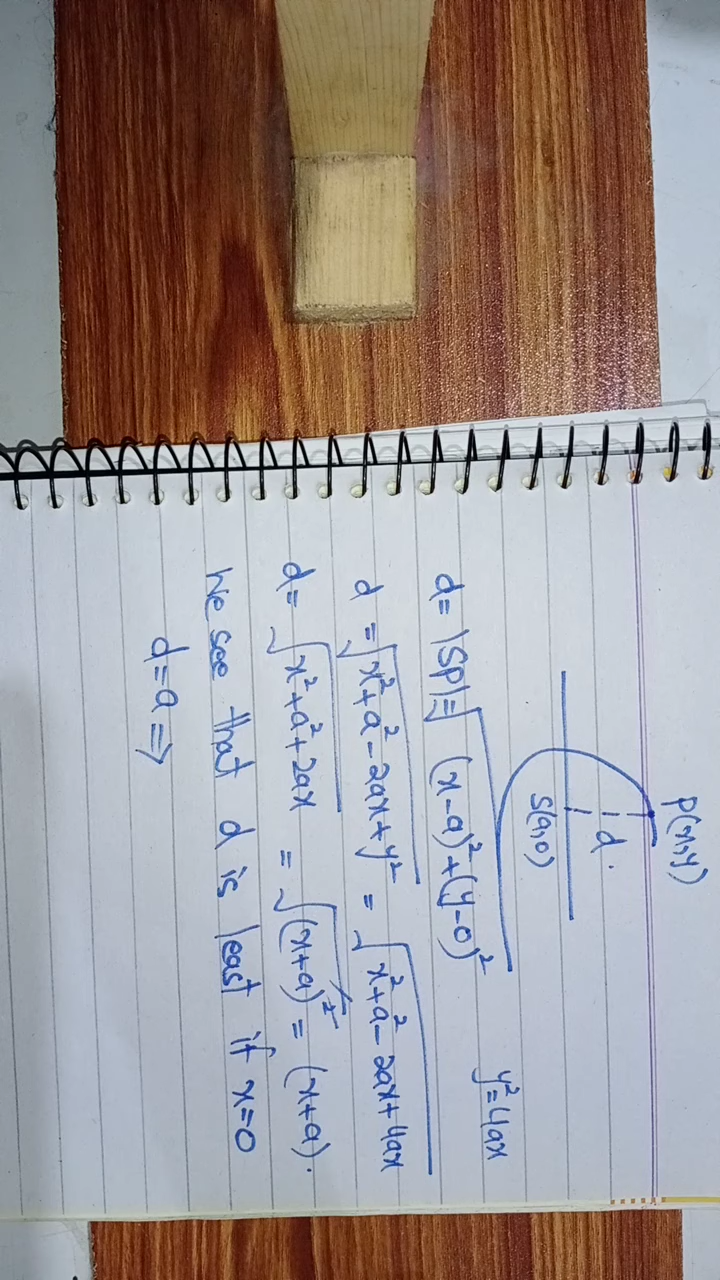 P(x,y)
d.
S(a,0)
y²=4ax
d=|SP|=√(x-a)²+(y-0)²
d=√x²+a²-2ax+y² = √x²+a²-2ax+4ax
d=√x²+a²+2ax = √(x+a)² = (x+a).
We see that d is least if x=0
d=a⇒